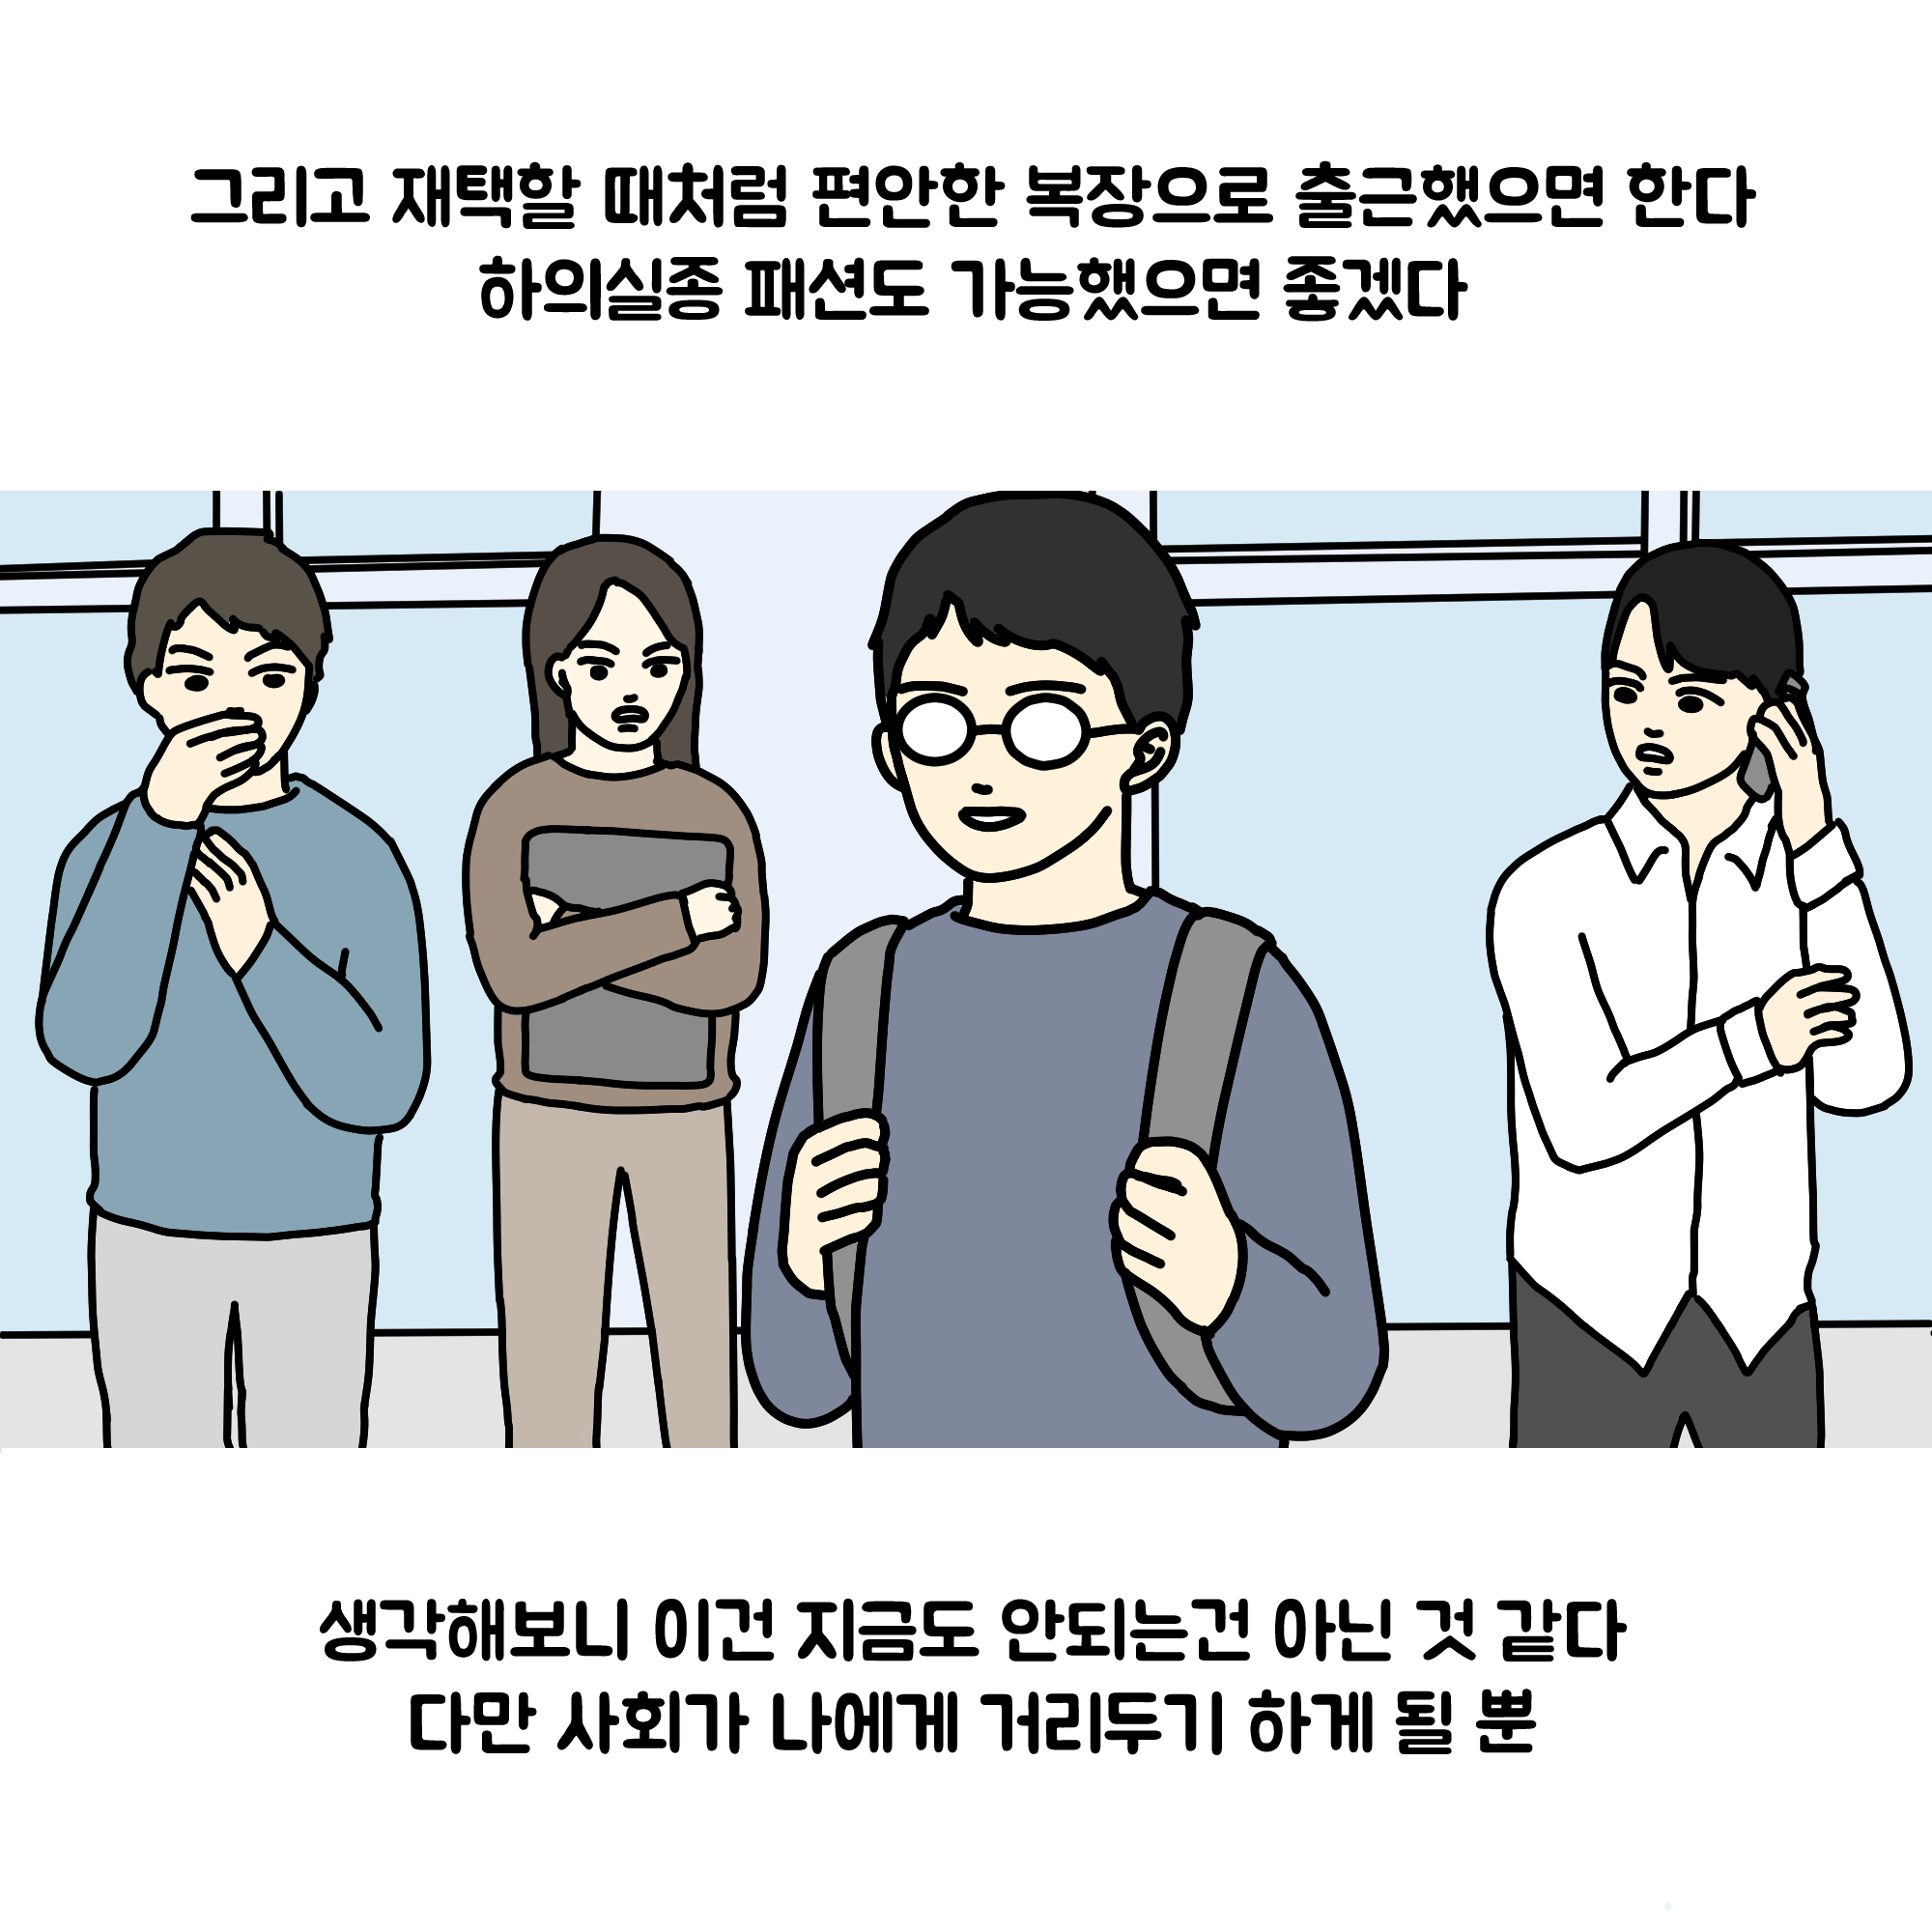 그리고 재택할 때처럼 편안한 복장으로 출근했으면 한다
하의실종 패션도 가능했으면 좋겠다
생각해보니 이건 지금도 안되는건 아닌 것 같다
다만 사회가 나에게 거리두기 하게 될 뿐